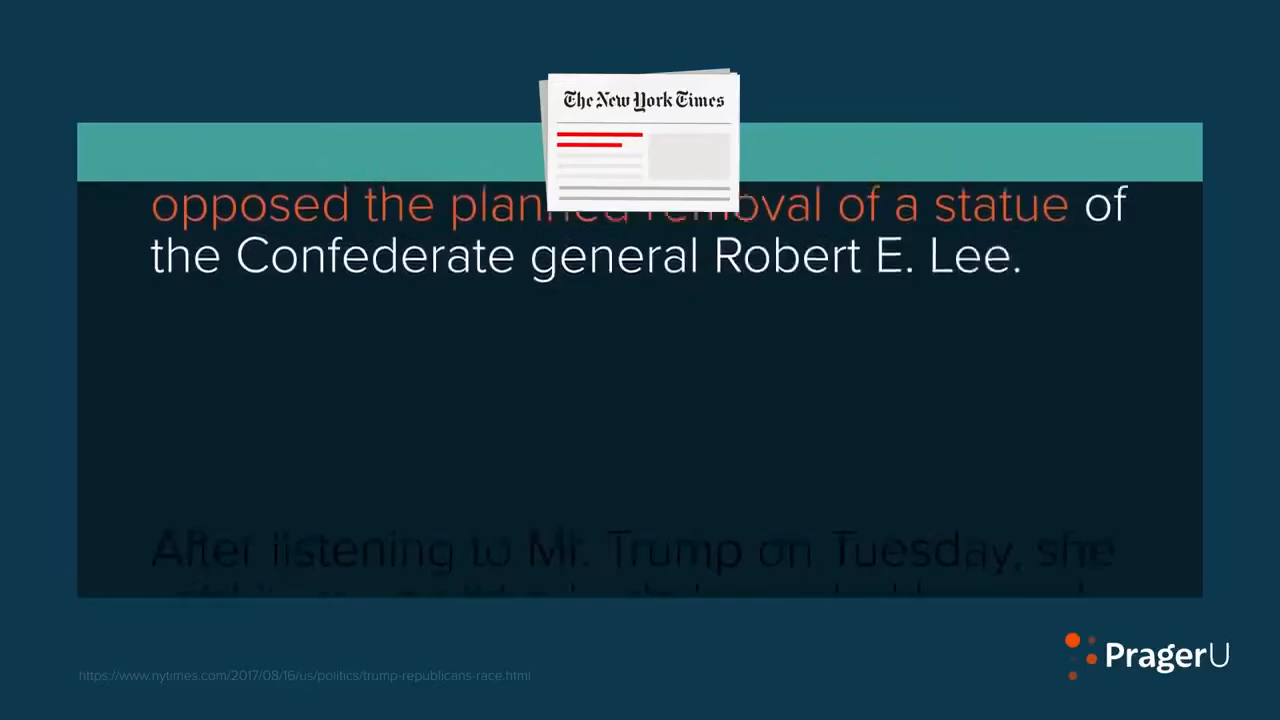 The New York Times
opposed the planned removal of a statue of
the Confederate general Robert E. Lee.
After listening to Mr. Trump on Tuesday, she
https://www.nytimes.com/2017/08/16/us/politics/trump-republicans-race.html
PragerU